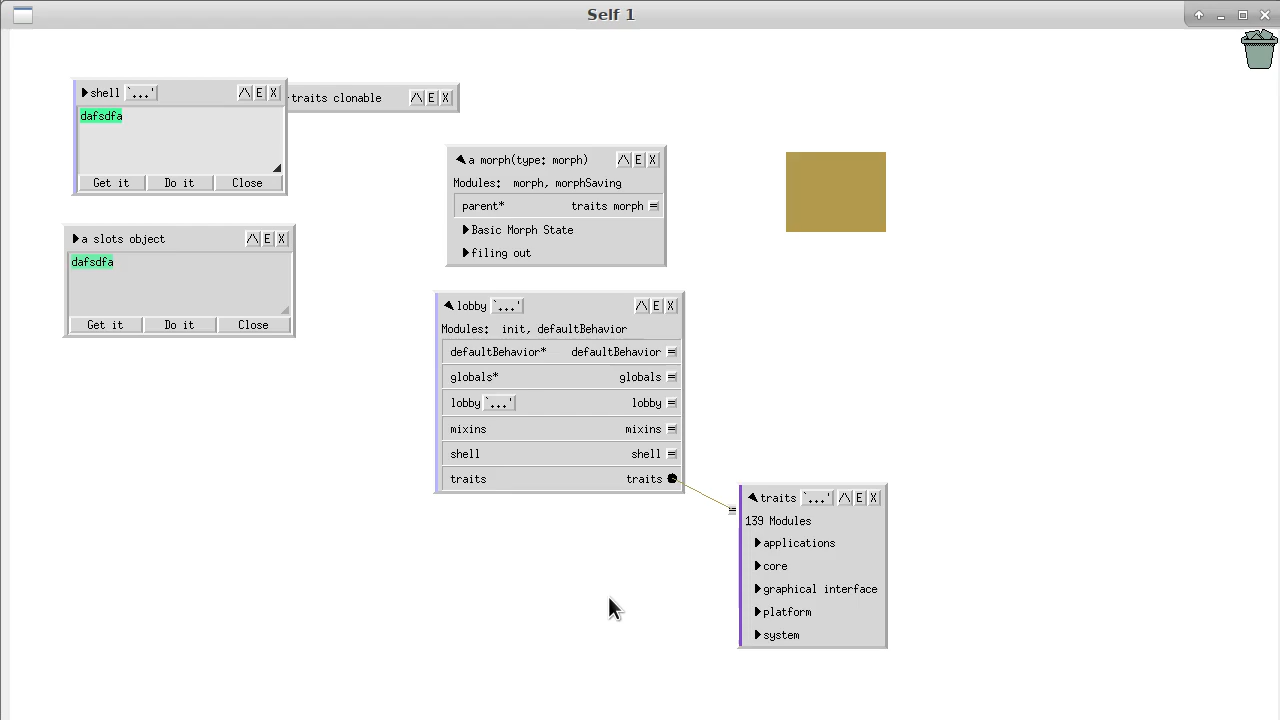 Self 1
shell `...' /\ E X
dafsdfa
Get it Do it Close
traits clonable /\ E X
a slots object /\ E X
dafsdfa
Get it Do it Close
a morph(type: morph) /\ E X
Modules: morph, morphSaving
parent* traits morph =
Basic Morph State
filing out
lobby `...' /\ E X
Modules: init, defaultBehavior
defaultBehavior* defaultBehavior =
globals* globals =
lobby `...' lobby =
mixins mixins =
shell shell =
traits traits
traits `...' /\ E X
139 Modules
applications
core
graphical interface
platform
system